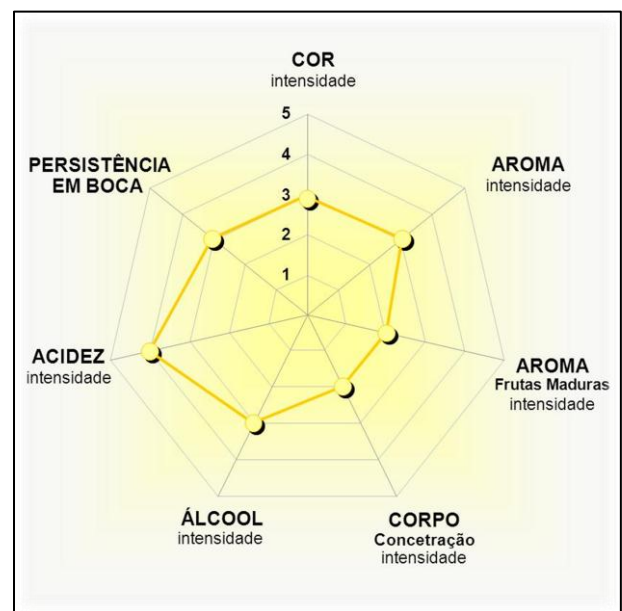 COR
intensidade
5
4
3
2
1
AROMA
intensidade
PERSISTÊNCIA
EM BOCA
ACIDEZ
intensidade
AROMA
Frutas Maduras
intensidade
ÁLCOOL
intensidade
CORPO
Concetração
intensidade